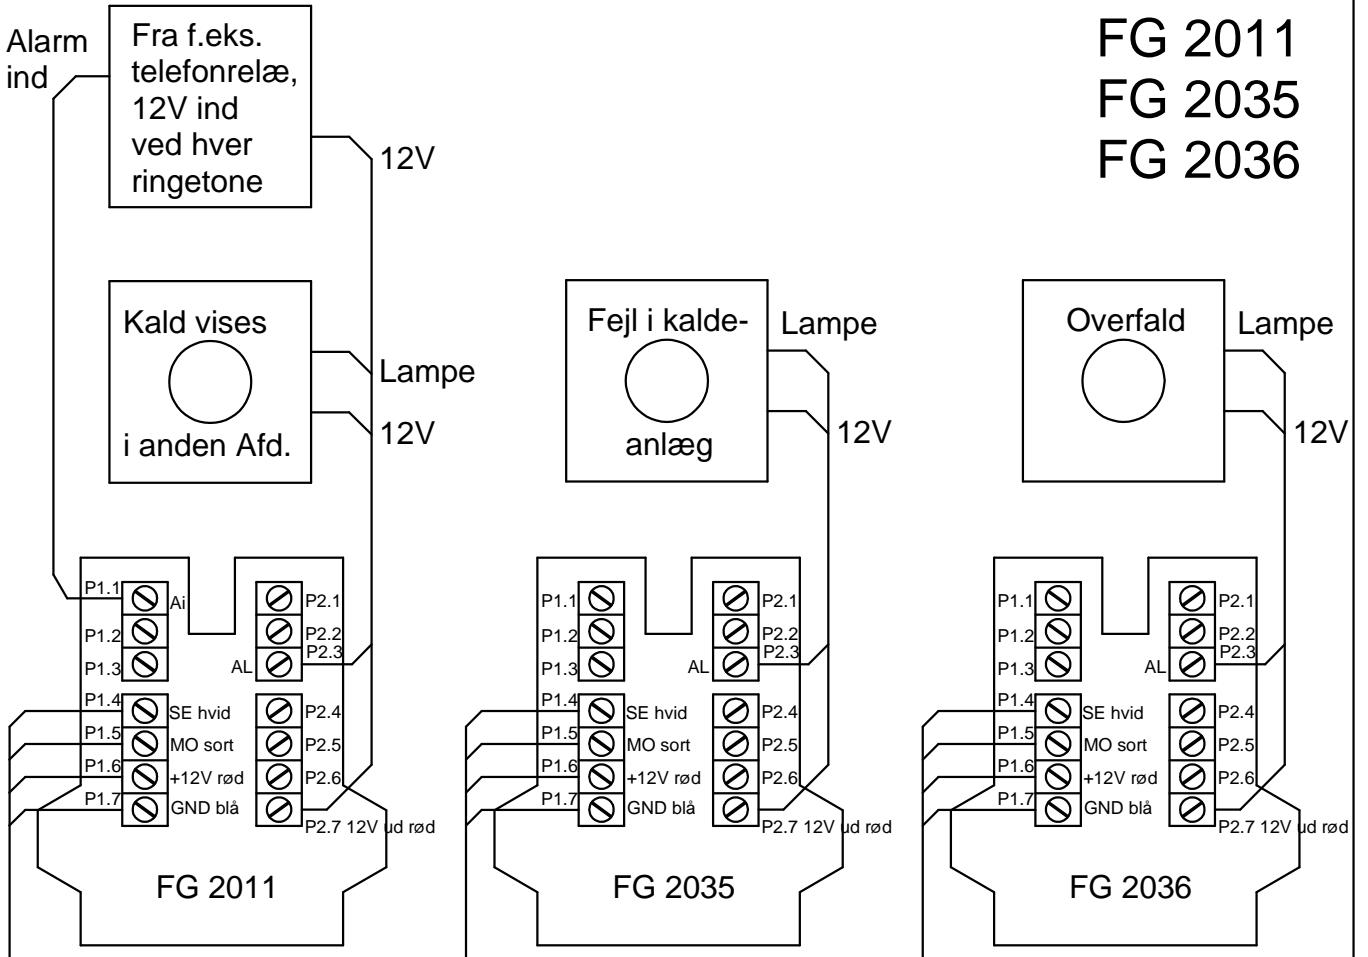 FG 2011
FG 2035
FG 2036
Alarm
ind
Fra f.eks.
telefonrelæ,
12V ind
ved hver
ringetone
12V
Kald vises
i anden Afd.
Lampe
12V
Fejl i kalde-
anlæg
Lampe
12V
Overfald
Lampe
12V
P1.1
Ai
P2.1
P1.2
P2.2
P1.3
AL
P2.3
P1.4
SE hvid
P2.4
P1.5
MO sort
P2.5
P1.6
+12V rød
P2.6
P1.7
GND blå
P2.7 12V ud rød
FG 2011
P1.1
P2.1
P1.2
P2.2
P1.3
AL
P2.3
P1.4
SE hvid
P2.4
P1.5
MO sort
P2.5
P1.6
+12V rød
P2.6
P1.7
GND blå
P2.7 12V ud rød
FG 2035
P1.1
P2.1
P1.2
P2.2
P1.3
AL
P2.3
P1.4
SE hvid
P2.4
P1.5
MO sort
P2.5
P1.6
+12V rød
P2.6
P1.7
GND blå
P2.7 12V ud rød
FG 2036